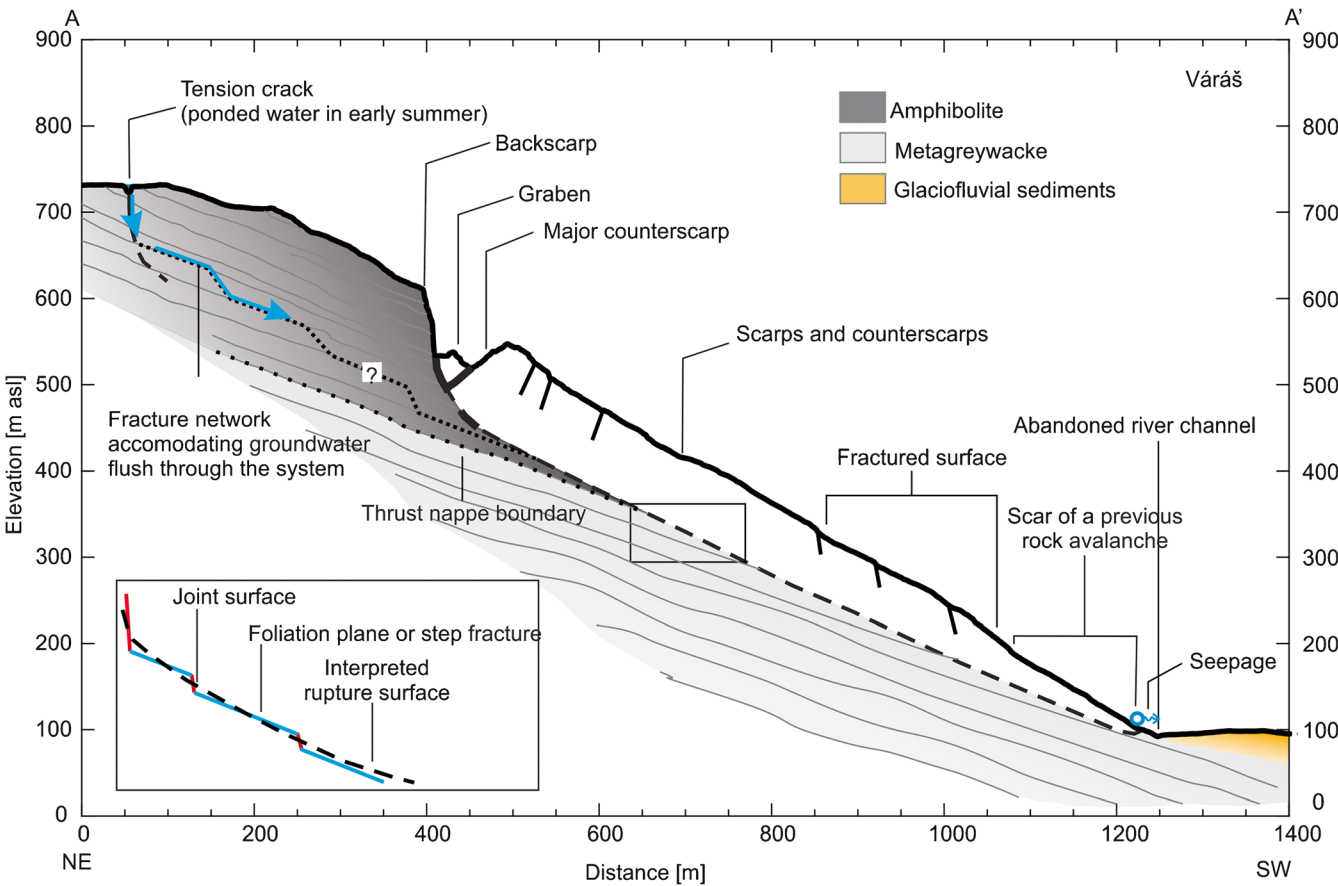 A
A'
900
900
Váráš
Tension crack
(ponded water in early summer)
Amphibolite
800
800
Backscarp
Metagreywacke
Graben
Glaciofluvial sediments
700
700
Major counterscarp
600
600
Scarps and counterscarps
?
500
500
Fracture network
accomodating groundwater
flush through the system
Abandoned river channel
Fractured surface
400
400
Thrust nappe boundary
Scar of a previous
rock avalanche
300
300
Joint surface
Foliation plane or step fracture
Interpreted
rupture surface
200
200
Seepage
100
100
0
0
Elevation [m asl]
0
200
400
600
800
1000
1200
1400
NE
Distance [m]
SW